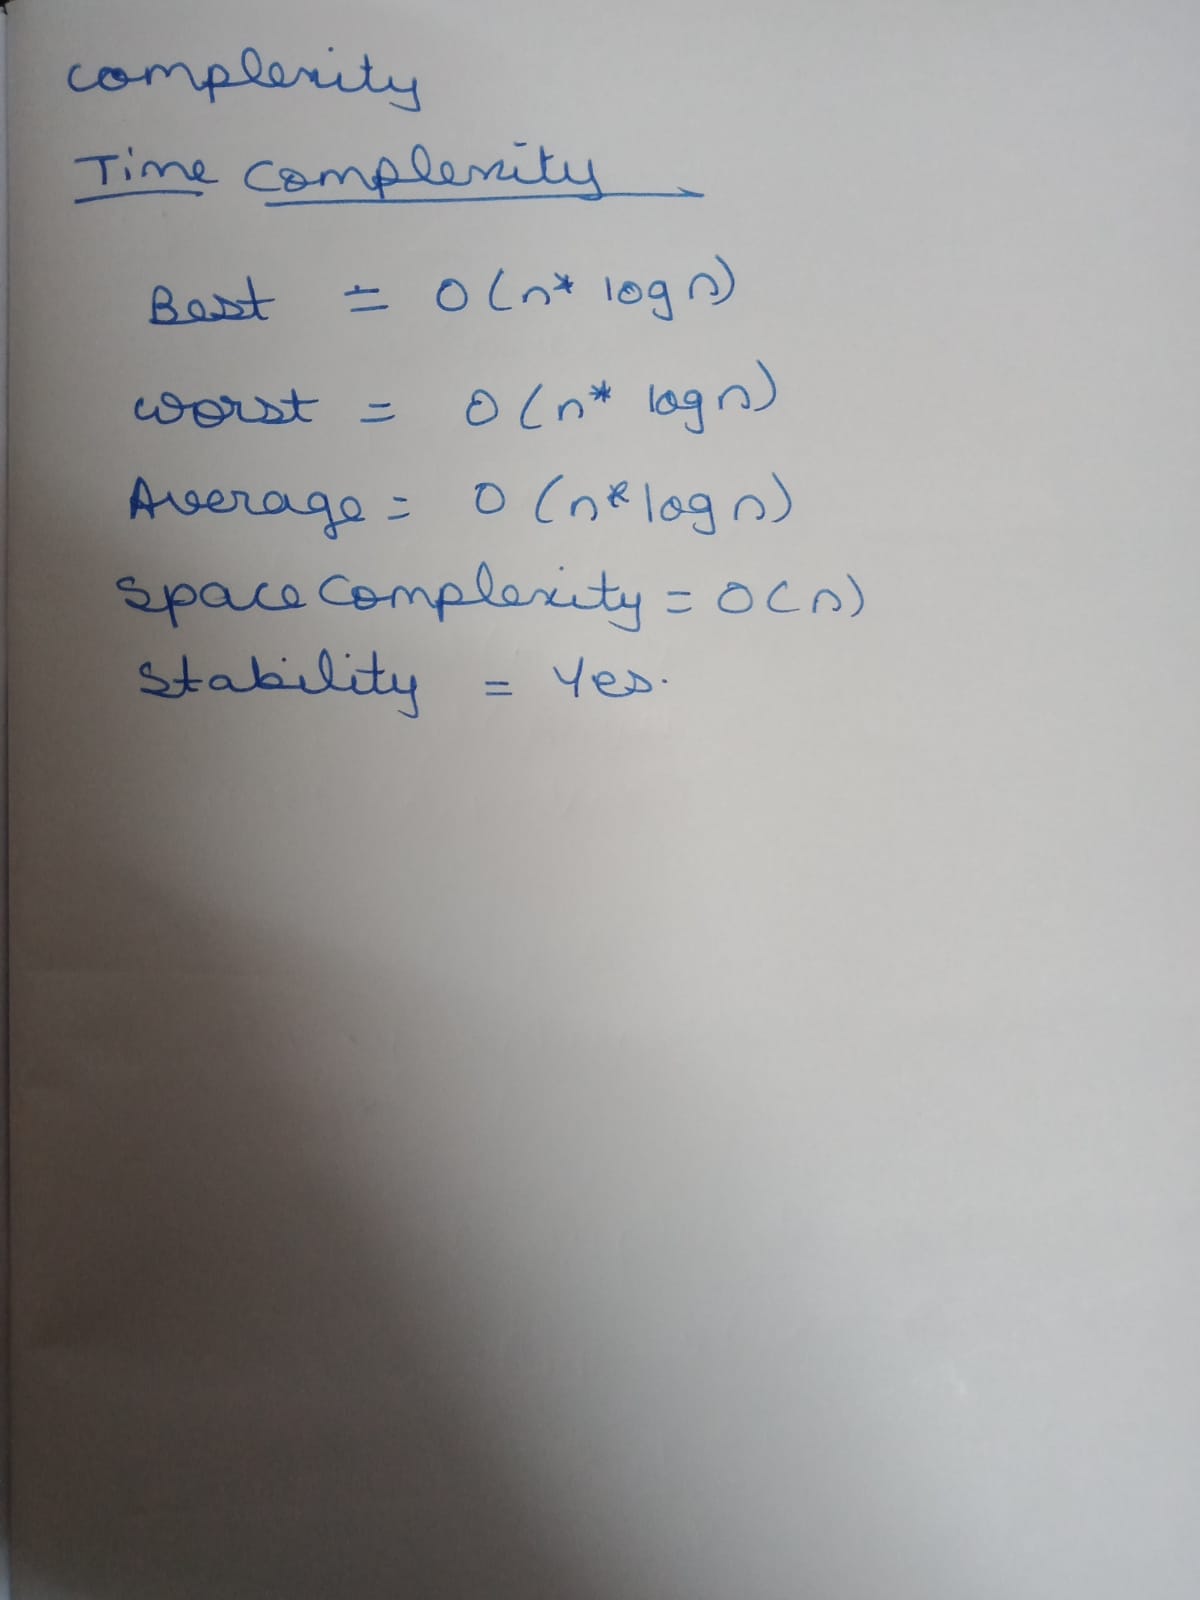 complexity
Time Complexity
Best = O(n* log n)
worst = O(n* log n)
Average = O(n* log n)
Space Complexity = O(n)
Stability = Yes.